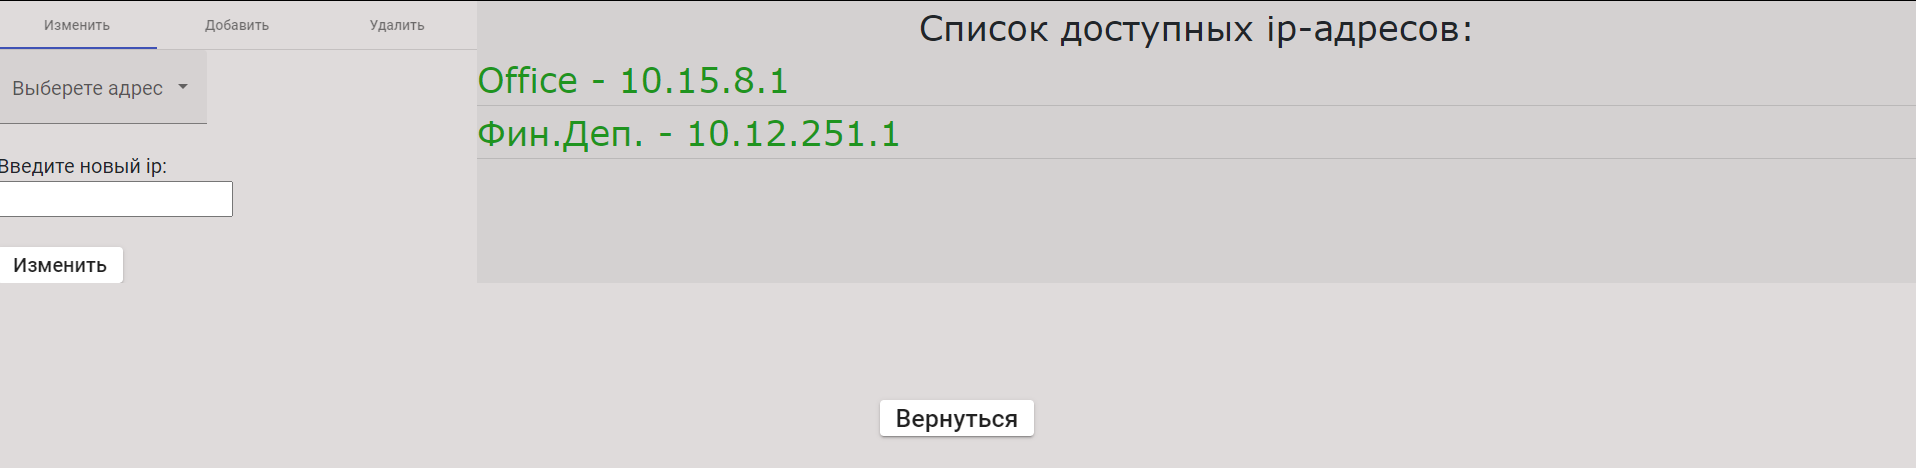 Изменить Добавить Удалить
Выберете адрес
Введите новый ip:
Изменить
Список доступных ip-адресов:
Office - 10.15.8.1
Фин.Деп. - 10.12.251.1
Вернуться